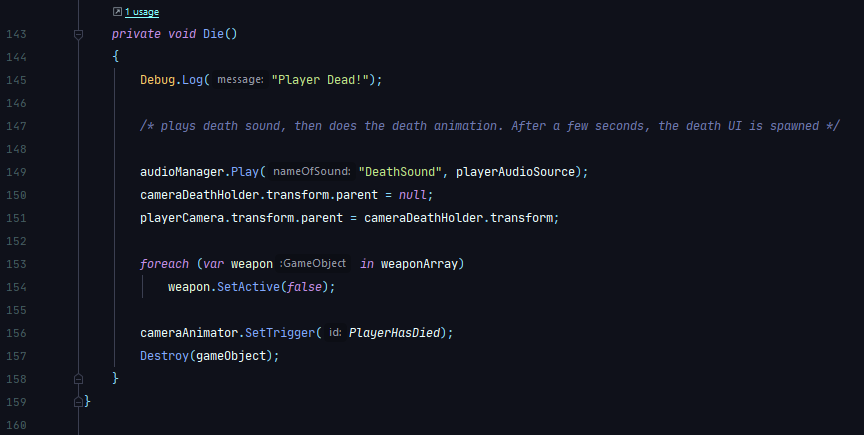 1 usage
143 private void Die()
144 {
145 Debug.Log( message: "Player Dead!");
146
147 /* plays death sound, then does the death animation. After a few seconds, the death UI is spawned */
148
149 audioManager.Play( nameOfSound: "DeathSound", playerAudioSource);
150 cameraDeathHolder.transform.parent = null;
151 playerCamera.transform.parent = cameraDeathHolder.transform;
152
153 foreach (var weapon :GameObject in weaponArray)
154 weapon.SetActive(false);
155
156 cameraAnimator.SetTrigger( id: PlayerHasDied);
157 Destroy(gameObject);
158 }
159 }
160